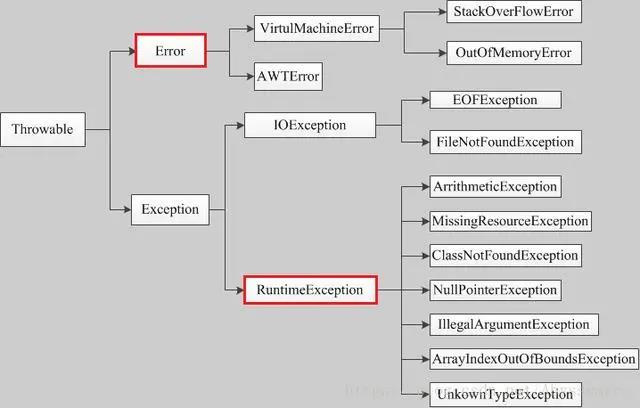 Throwable
Error
VirtulMachineError
StackOverFlowError
OutOfMemoryError
AWTError
Exception
IOException
EOFException
FileNotFoundException
RuntimeException
ArrithmeticException
MissingResourceException
ClassNotFoundException
NullPointerException
IllegalArgumentException
ArrayIndexOutOfBoundsException
UnkownTypeException